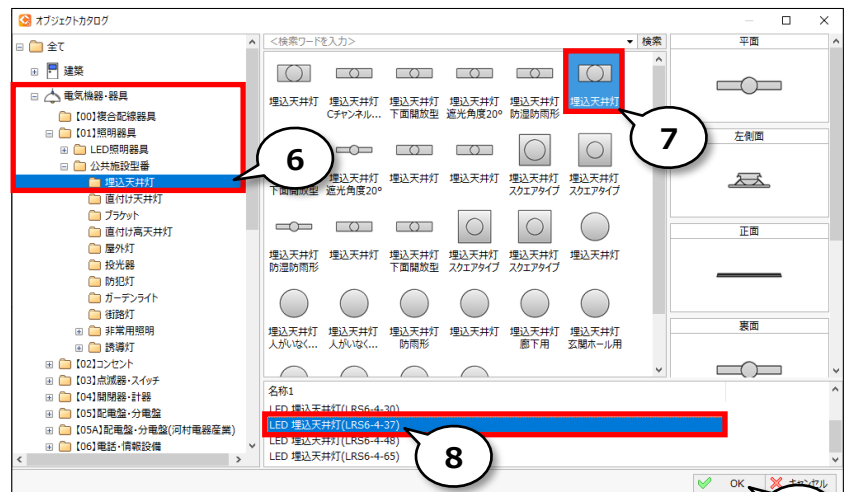 オブジェクトカタログ
全て
建築
電気機器・器具
【00】複合配線器具
【01】照明器具
LED照明器具
公共施設型番
埋込天井灯
直付け天井灯
ブラケット
直付け高天井灯
屋外灯
投光器
防犯灯
ガーデンライト
街路灯
非常用照明
誘導灯
【02】コンセント
【03】点滅器・スイッチ
【04】開閉器・計器
【05】配電盤・分電盤
【05A】配電盤・分電盤(河村電器産業)
【06】電話・情報設備
6
<検索ワードを入力>
検索
埋込天井灯 埋込天井灯 埋込天井灯 埋込天井灯 埋込天井灯 埋込天井灯
Cチャンネル... 下面開放型 遮光角度20° 防湿防雨形
7
埋込天井灯 埋込天井灯 埋込天井灯 埋込天井灯 埋込天井灯
下面開放型 遮光角度20° スクエアタイプ スクエアタイプ
埋込天井灯 埋込天井灯 埋込天井灯 埋込天井灯 埋込天井灯 埋込天井灯
防湿防雨形 下面開放型 スクエアタイプ スクエアタイプ
埋込天井灯 埋込天井灯 埋込天井灯 埋込天井灯 埋込天井灯 埋込天井灯
人がいなく... 人がいなく... 防雨形 廊下用 玄関ホール用
名称1
LED 埋込天井灯(LRS6-4-30)
LED 埋込天井灯(LRS6-4-37)
LED 埋込天井灯(LRS6-4-48)
LED 埋込天井灯(LRS6-4-65)
8
平面
左側面
正面
裏面
OK
キャンセル